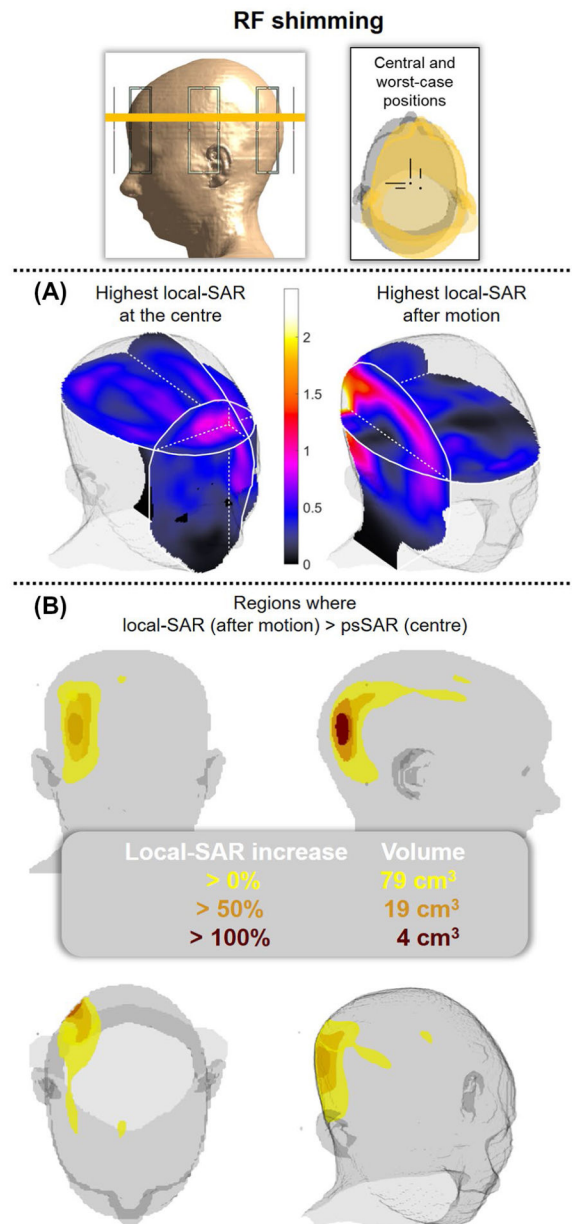 RF shimming
Central and
worst-case
positions
(A)
Highest local-SAR
at the centre
Highest local-SAR
after motion
2
1.5
1
0.5
0
(B)
Regions where
local-SAR (after motion) > psSAR (centre)
Local-SAR increase Volume
> 0% 79 cm³
> 50% 19 cm³
> 100% 4 cm³